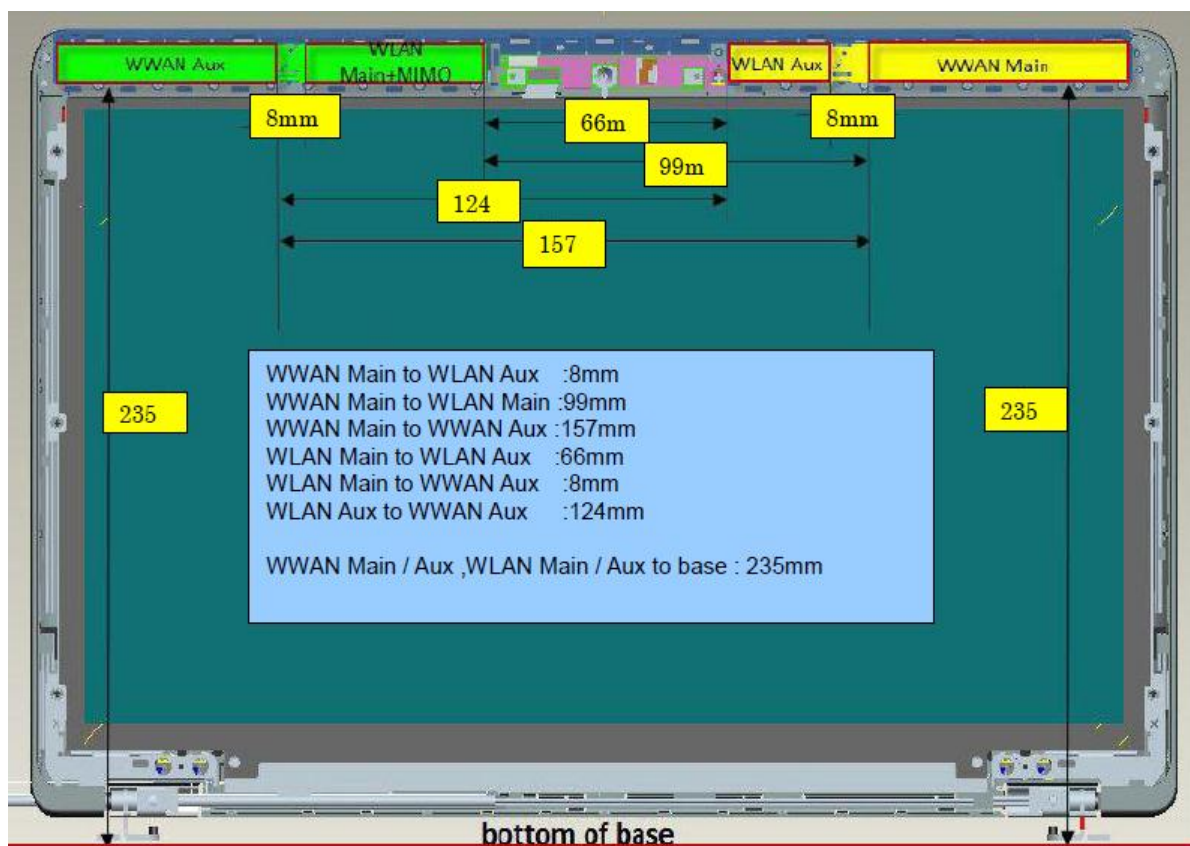 WWAN Aux
WLAN
Main+MIMO
WLAN Aux
WWAN Main
8mm
66m
8mm
99m
124
157
235
235
WWAN Main to WLAN Aux :8mm
WWAN Main to WLAN Main :99mm
WWAN Main to WWAN Aux :157mm
WLAN Main to WLAN Aux :66mm
WLAN Main to WWAN Aux :8mm
WLAN Aux to WWAN Aux :124mm
WWAN Main / Aux ,WLAN Main / Aux to base : 235mm
bottom of base